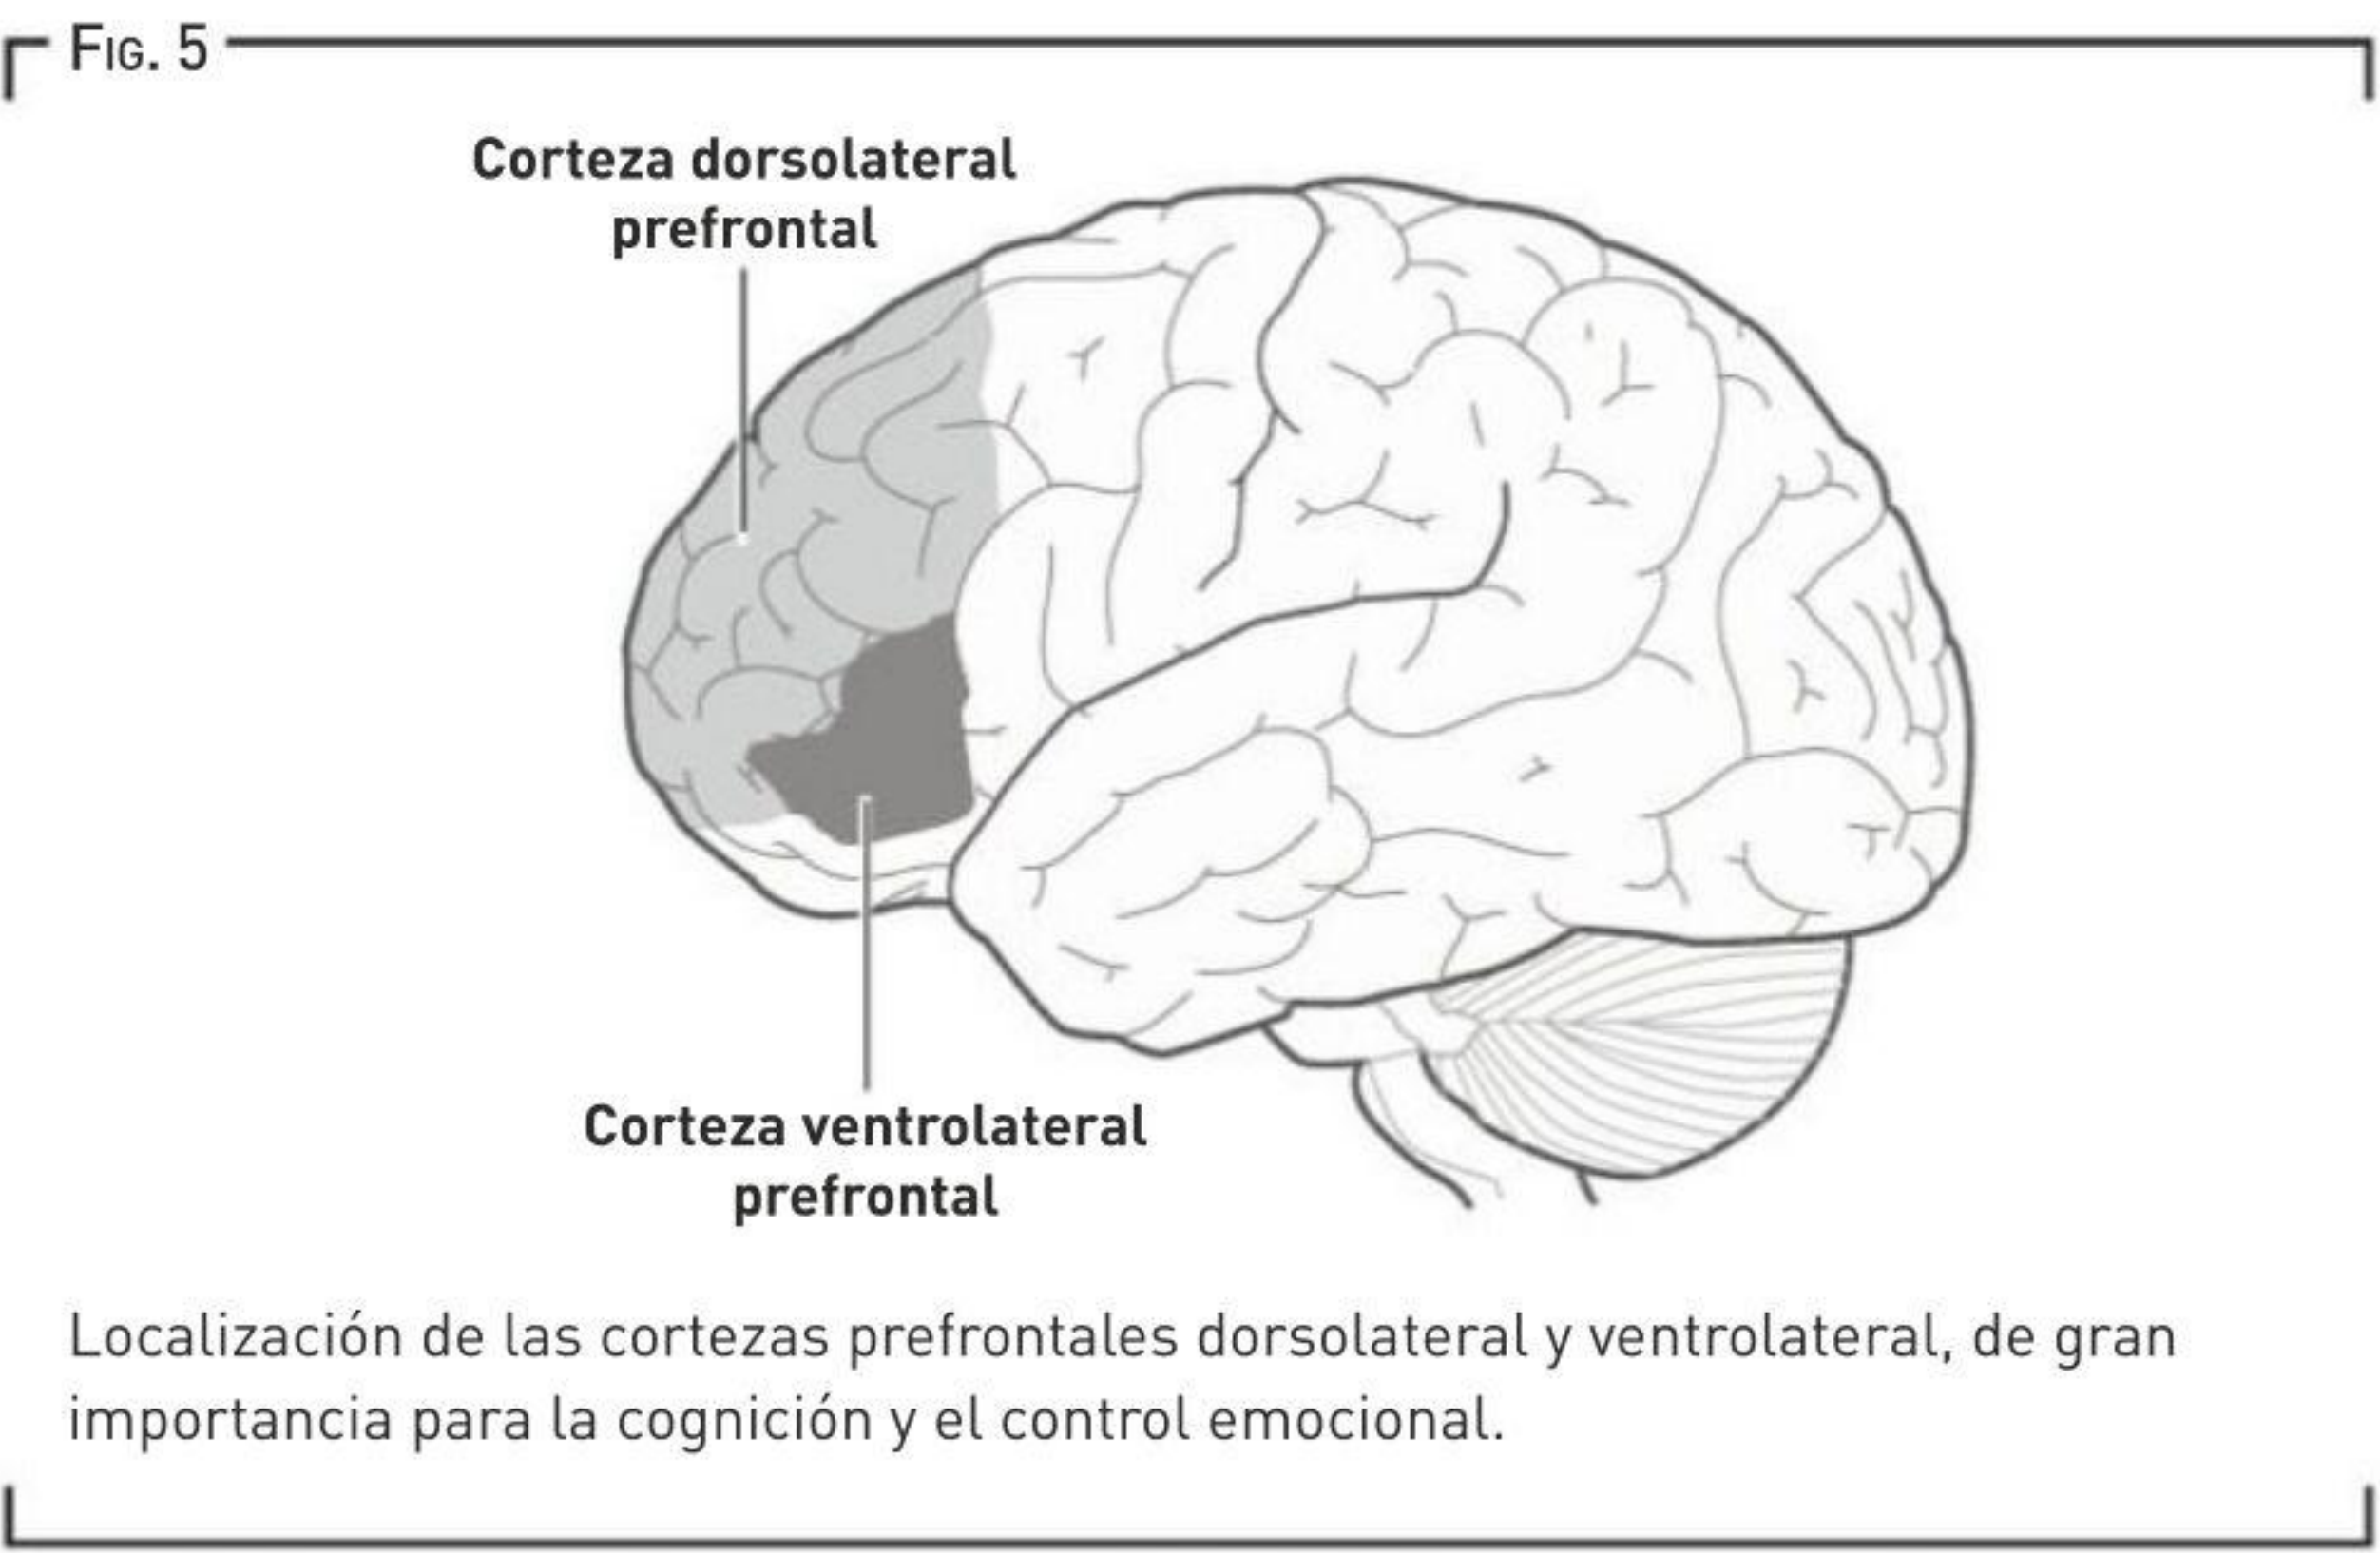 FIG. 5
Corteza dorsolateral
prefrontal
Corteza ventrolateral
prefrontal
Localización de las cortezas prefrontales dorsolateral y ventrolateral, de gran
importancia para la cognición y el control emocional.